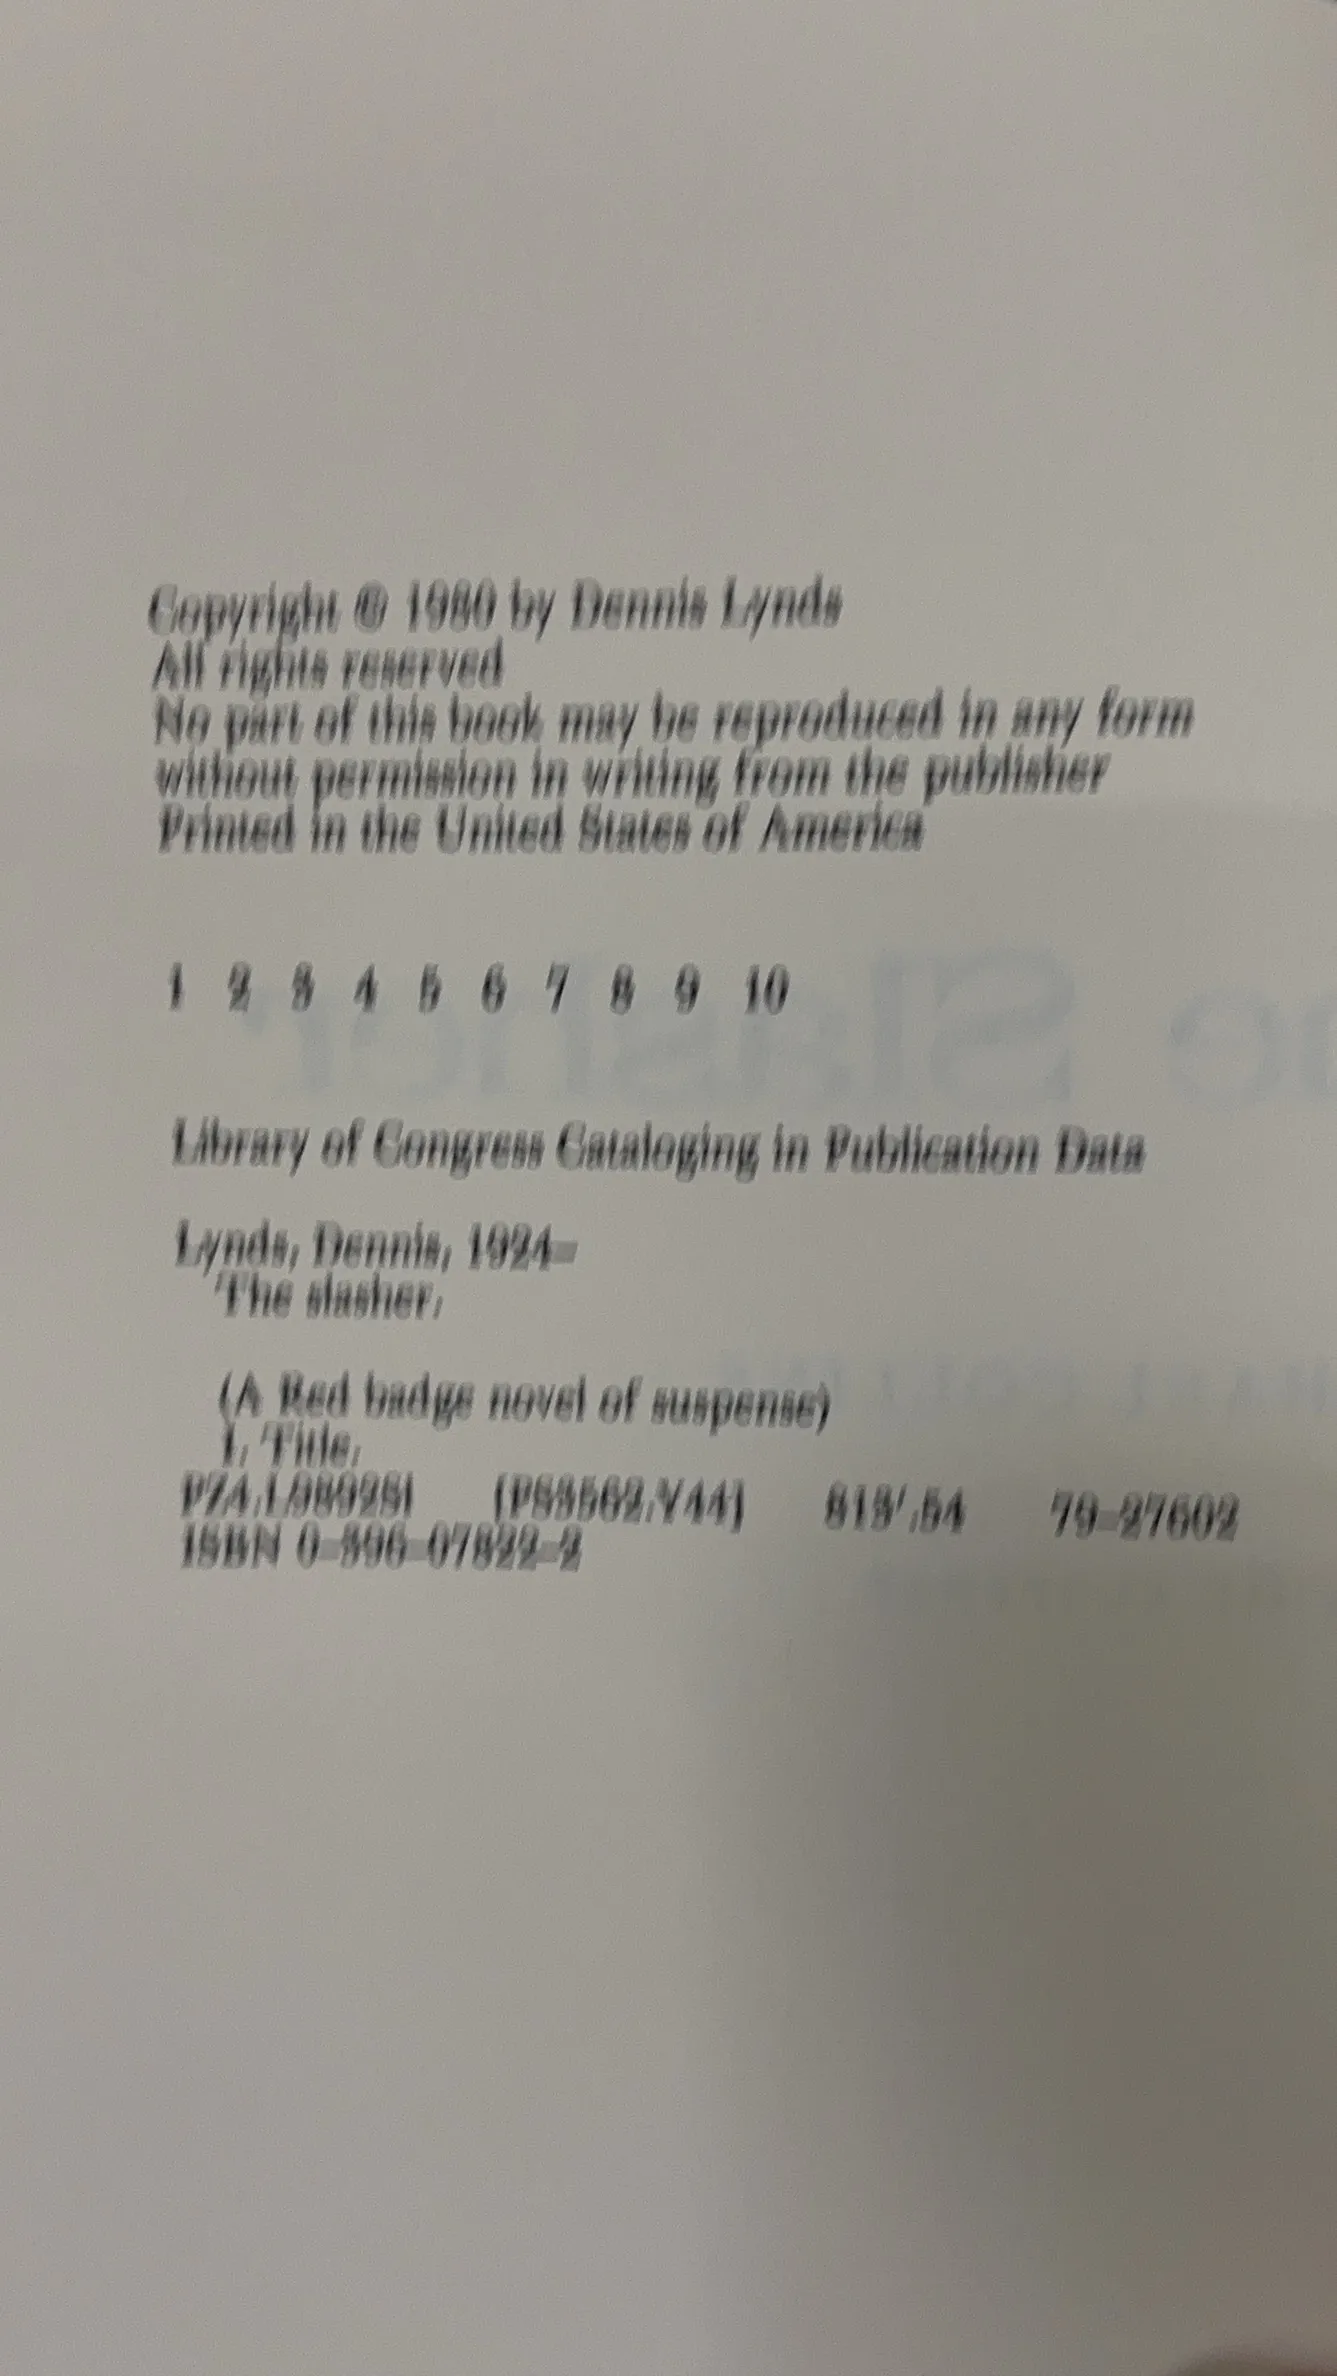 Copyright © 1980 by Dennis Lynds
All rights reserved
No part of this book may be reproduced in any form
without permission in writing from the publisher
Printed in the United States of America
1 2 3 4 5 6 7 8 9 10
Library of Congress Cataloging in Publication Data
Lynds, Dennis, 1924–
The slasher.
(A Red badge novel of suspense)
I. Title.
[PS3562.Y44] 813'.54 79-27602
ISBN 0-396-07822-2